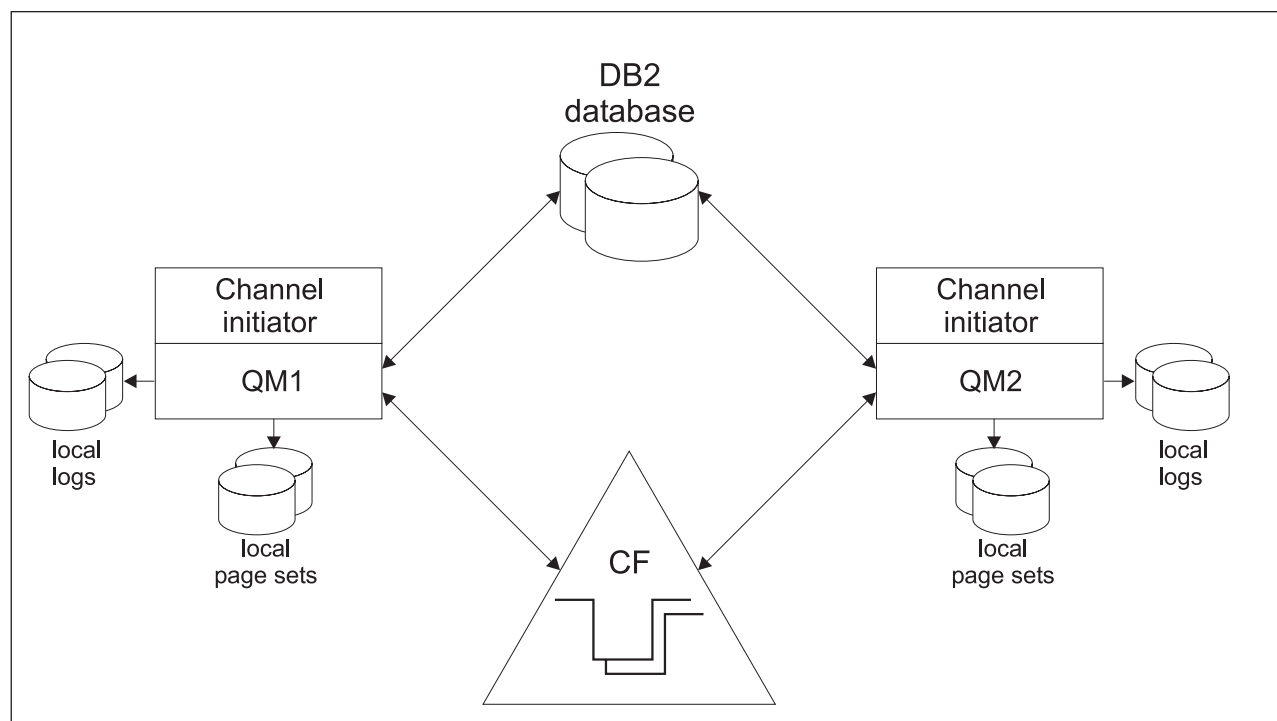 DB2
database
Channel
initiator
QM1
local
logs
local
page sets
CF
Channel
initiator
QM2
local
logs
local
page sets